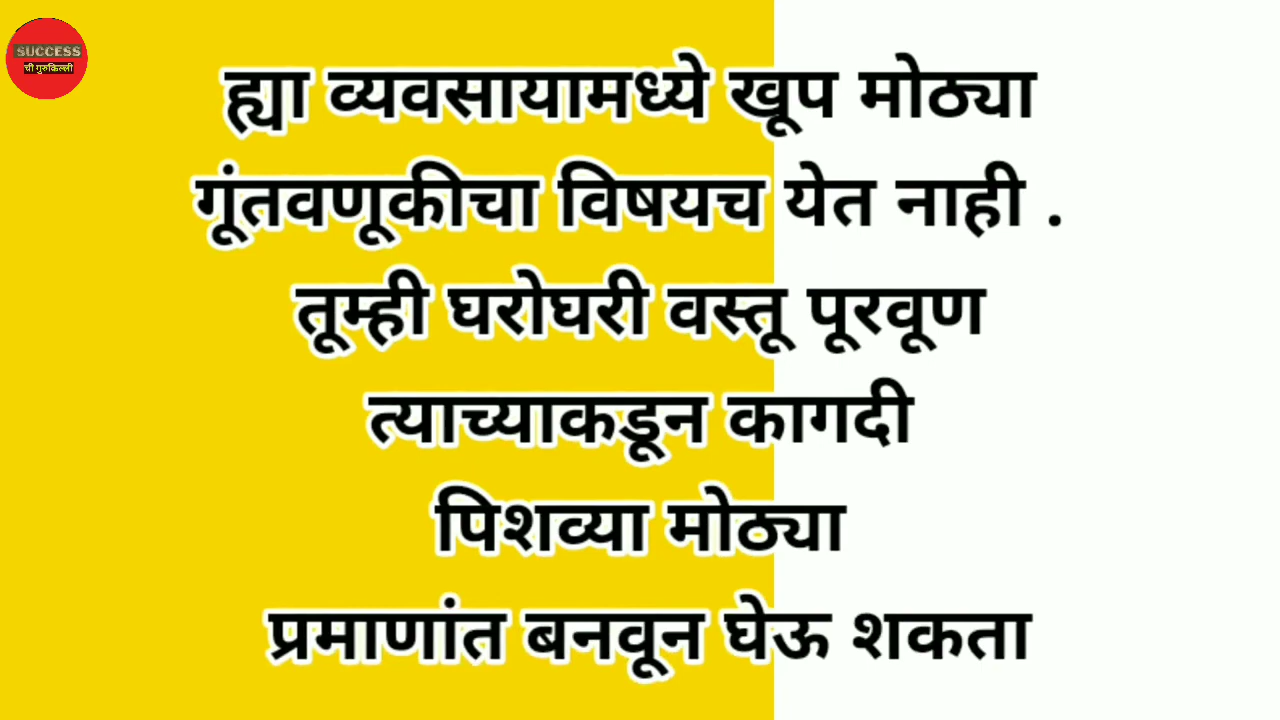 SUCCESS
ची गुरुकिल्ली
ह्या व्यवसायामध्ये खूप मोठ्या
गूंतवणूकीचा विषयच येत नाही .
तूम्ही घरोघरी वस्तू पूरवूण
त्याच्याकडून कागदी
पिशव्या मोठ्या
प्रमाणांत बनवून घेऊ शकता